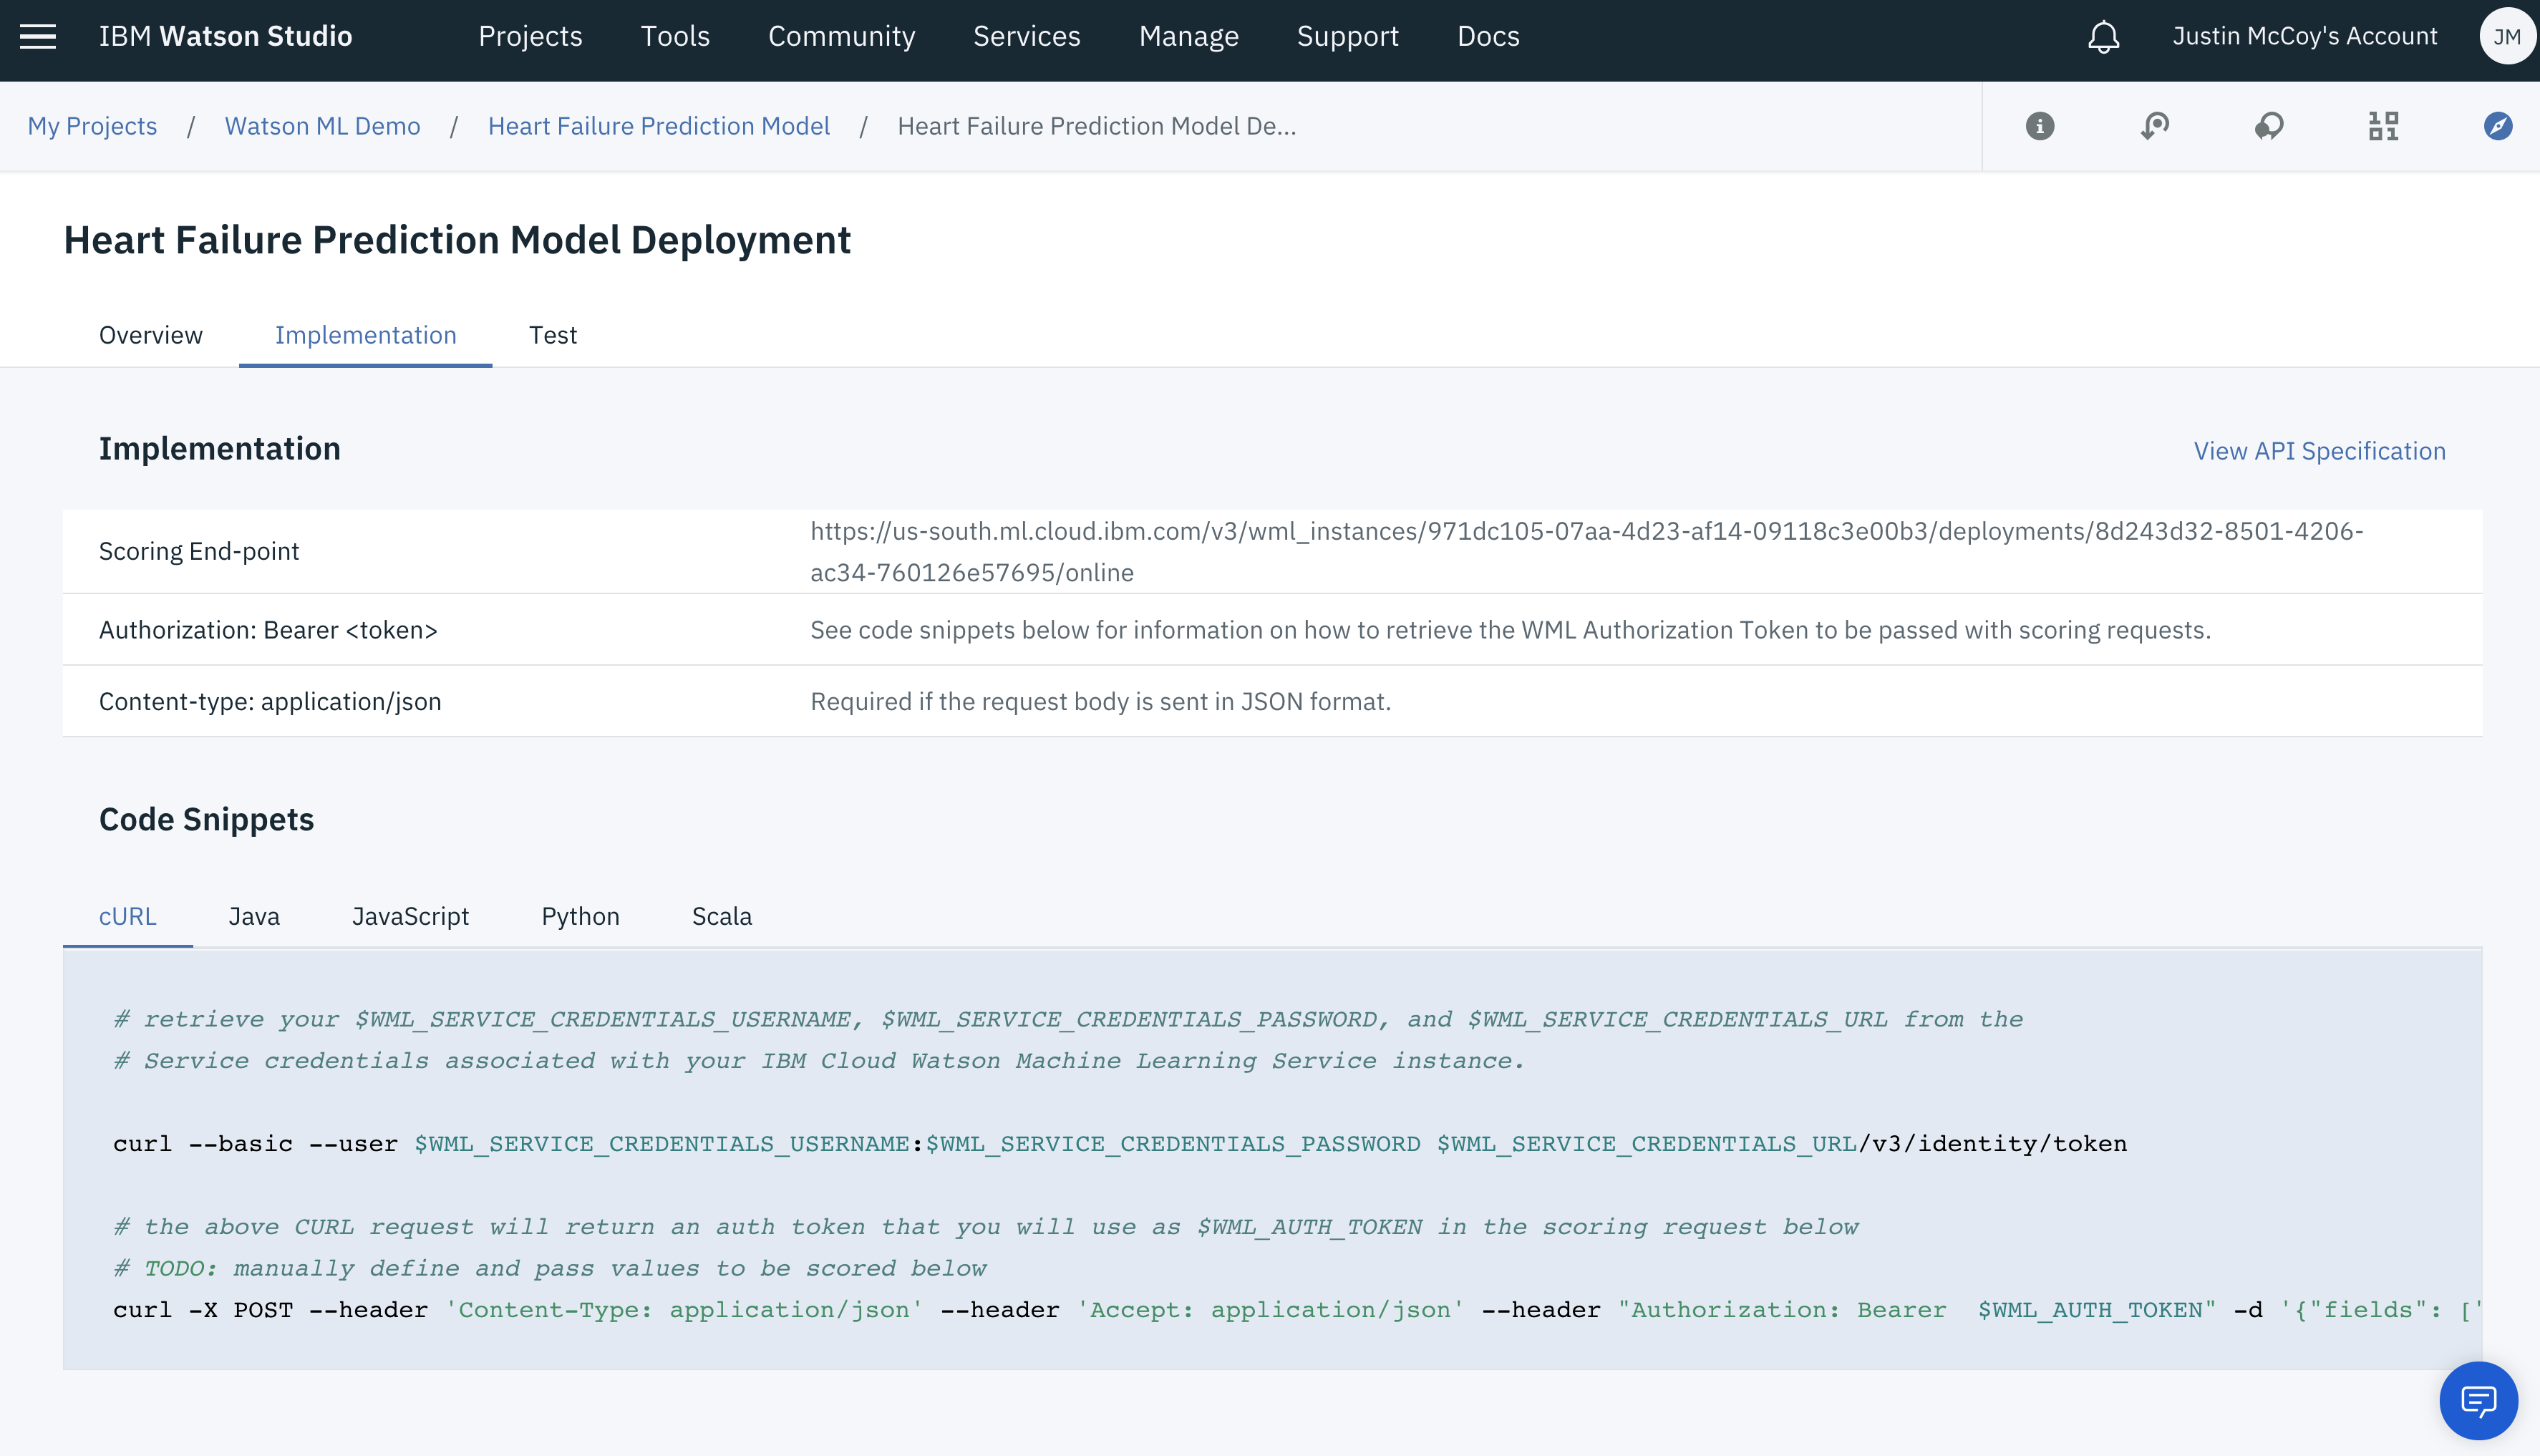 IBM Watson Studio Projects Tools Community Services Manage Support Docs Justin McCoy's Account JM
My Projects / Watson ML Demo / Heart Failure Prediction Model / Heart Failure Prediction Model De...
Heart Failure Prediction Model Deployment
Overview Implementation Test
Implementation View API Specification
Scoring End-point https://us-south.ml.cloud.ibm.com/v3/wml_instances/971dc105-07aa-4d23-af14-09118c3e00b3/deployments/8d243d32-8501-4206-
ac34-760126e57695/online
Authorization: Bearer <token> See code snippets below for information on how to retrieve the WML Authorization Token to be passed with scoring requests.
Content-type: application/json Required if the request body is sent in JSON format.
Code Snippets
cURL Java JavaScript Python Scala
# retrieve your $WML_SERVICE_CREDENTIALS_USERNAME, $WML_SERVICE_CREDENTIALS_PASSWORD, and $WML_SERVICE_CREDENTIALS_URL from the
# Service credentials associated with your IBM Cloud Watson Machine Learning Service instance.
curl --basic --user $WML_SERVICE_CREDENTIALS_USERNAME:$WML_SERVICE_CREDENTIALS_PASSWORD $WML_SERVICE_CREDENTIALS_URL/v3/identity/token
# the above CURL request will return an auth token that you will use as $WML_AUTH_TOKEN in the scoring request below
# TODO: manually define and pass values to be scored below
curl -X POST --header 'Content-Type: application/json' --header 'Accept: application/json' --header "Authorization: Bearer  $WML_AUTH_TOKEN" -d '{"fields": ['